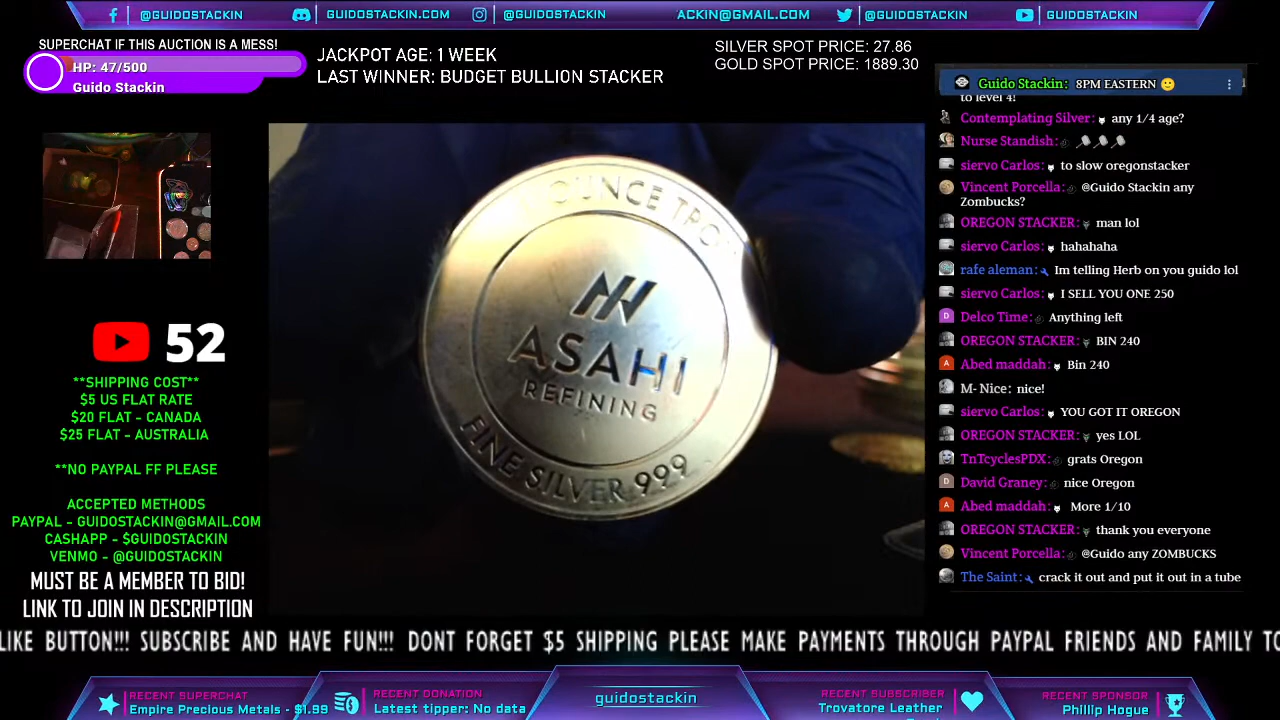 @GUIDOSTACKIN
GUIDOSTACKIN.COM
@GUIDOSTACKIN
ACKIN@GMAIL.COM
@GUIDOSTACKIN
GUIDOSTACKIN
SUPERCHAT IF THIS AUCTION IS A MESS!
HP: 47/500
Guido Stackin
JACKPOT AGE: 1 WEEK
LAST WINNER: BUDGET BULLION STACKER
SILVER SPOT PRICE: 27.86
GOLD SPOT PRICE: 1889.30
OUNCE TRO
ASAHI
REFINING
FINE SILVER 999
52
**SHIPPING COST**
$5 US FLAT RATE
$20 FLAT - CANADA
$25 FLAT - AUSTRALIA
**NO PAYPAL FF PLEASE
ACCEPTED METHODS
PAYPAL - GUIDOSTACKIN@GMAIL.COM
CASHAPP - $GUIDOSTACKIN
VENMO - @GUIDOSTACKIN
MUST BE A MEMBER TO BID!
LINK TO JOIN IN DESCRIPTION
Guido Stackin: 8PM EASTERN 🙂
to level 4!
Contemplating Silver: any 1/4 age?
Nurse Standish:
siervo Carlos: to slow oregonstacker
Vincent Porcella: @Guido Stackin any
Zombucks?
OREGON STACKER: man lol
siervo Carlos: hahahaha
rafe aleman: Im telling Herb on you guido lol
siervo Carlos: I SELL YOU ONE 250
D Delco Time: Anything left
OREGON STACKER: BIN 240
A Abed maddah: Bin 240
M- Nice: nice!
siervo Carlos: YOU GOT IT OREGON
OREGON STACKER: yes LOL
TnTcyclesPDX: grats Oregon
D David Graney: nice Oregon
A Abed maddah: More 1/10
OREGON STACKER: thank you everyone
Vincent Porcella: @Guido any ZOMBUCKS
The Saint: crack it out and put it out in a tube
LIKE BUTTON!!! SUBSCRIBE AND HAVE FUN!!! DONT FORGET $5 SHIPPING PLEASE MAKE PAYMENTS THROUGH PAYPAL FRIENDS AND FAMILY TO
RECENT SUPERCHAT
Empire Precious Metals - $1.99
RECENT DONATION
Latest tipper: No data
guidostackin
RECENT SUBSCRIBER
Trovatore Leather
RECENT SPONSOR
Phillip Hogue